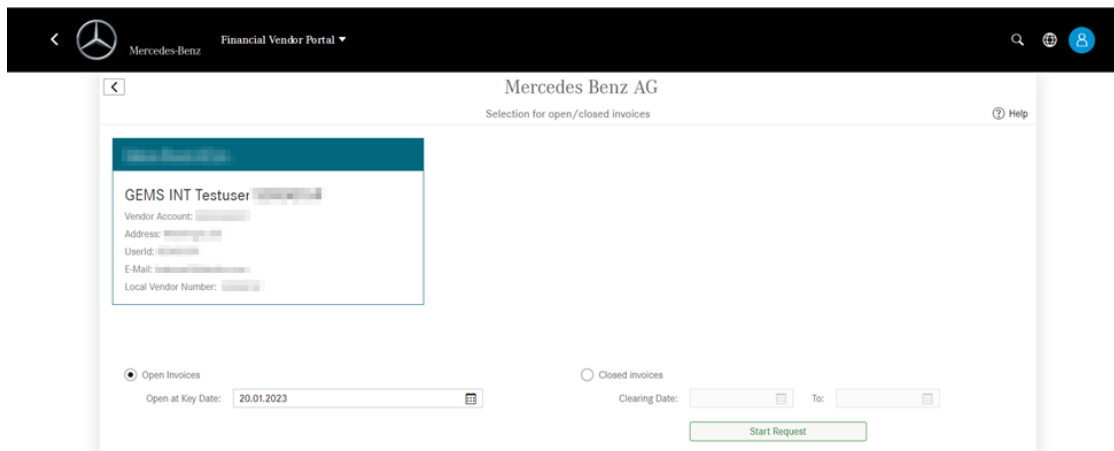 Mercedes-Benz
Financial Vendor Portal
Mercedes Benz AG
Selection for open/closed invoices
Help
GEMS INT Testuser
Vendor Account:
Address:
UserId:
E-Mail:
Local Vendor Number:
Open Invoices
Closed invoices
Open at Key Date: 20.01.2023
Clearing Date: To:
Start Request